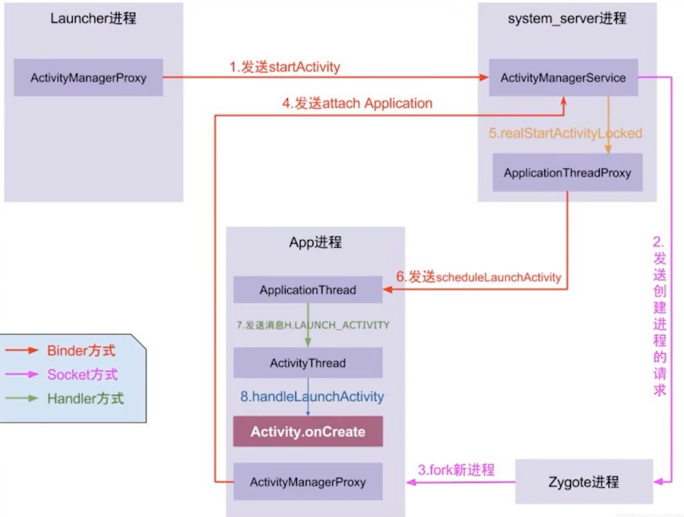 Launcher进程
system_server进程
ActivityManagerProxy
1.发送startActivity
ActivityManagerService
4.发送attach Application
5.realStartActivityLocked
ApplicationThreadProxy
2.发送创建进程的请求
App进程
6.发送scheduleLaunchActivity
ApplicationThread
7.发送消息H.LAUNCH_ACTIVITY
ActivityThread
8.handleLaunchActivity
Activity.onCreate
ActivityManagerProxy
3.fork新进程
Zygote进程
Binder方式
Socket方式
Handler方式